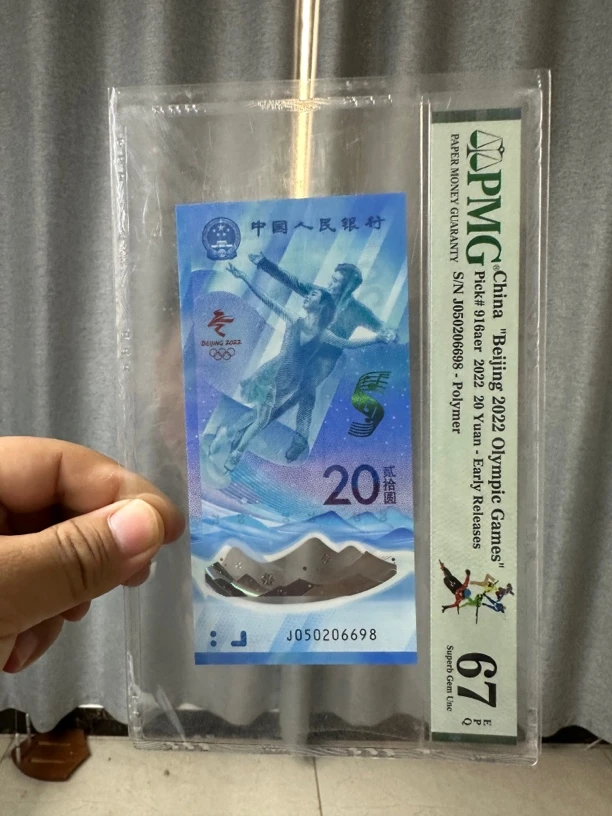 中国人民银行
BEIJING 2022
20
贰拾圆
J050206698
PMG®
PAPER MONEY GUARANTY
China "Beijing 2022 Olympic Games"
Pick# 916aer 2022 20 Yuan - Early Releases
S/N J050206698 - Polymer
67
EPQ
Superb Gem Unc